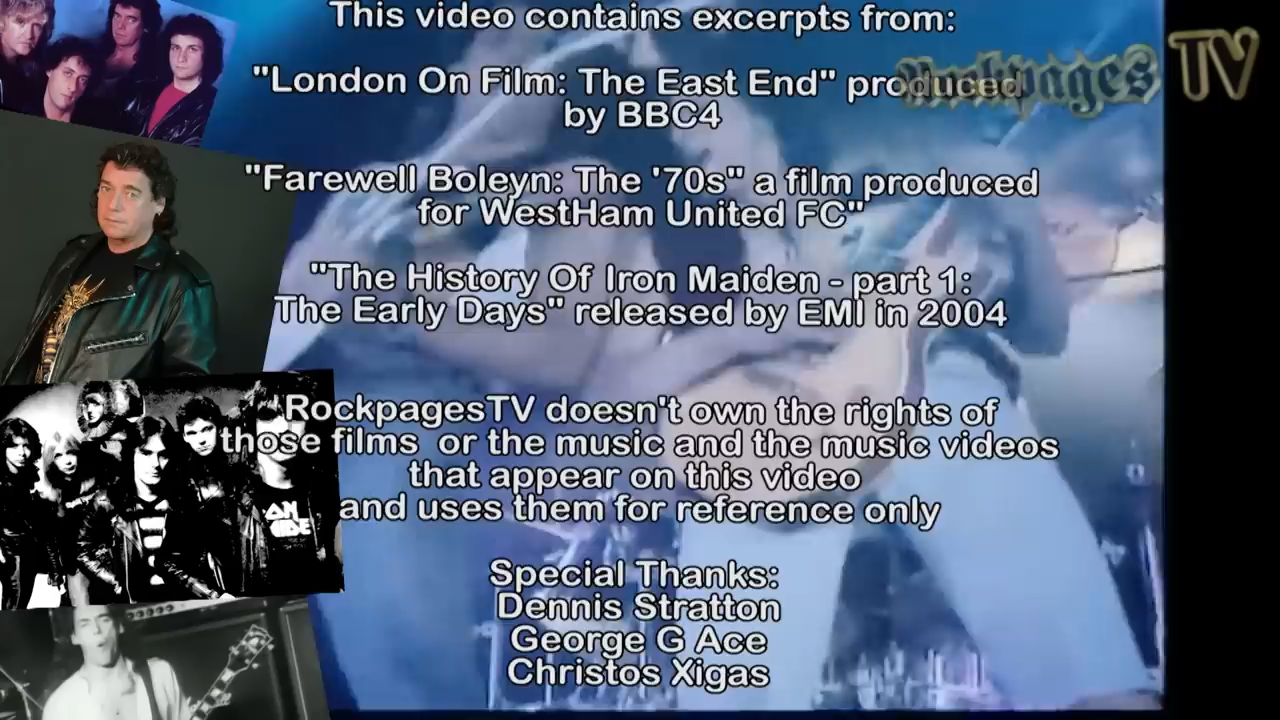 This video contains excerpts from:
Rockpages TV
"London On Film: The East End" produced
by BBC4
"Farewell Boleyn: The '70s" a film produced
for WestHam United FC"
"The History Of Iron Maiden - part 1:
The Early Days" released by EMI in 2004
RockpagesTV doesn't own the rights of
those films or the music and the music videos
that appear on this video
and uses them for reference only
Special Thanks:
Dennis Stratton
George G Ace
Christos Xigas